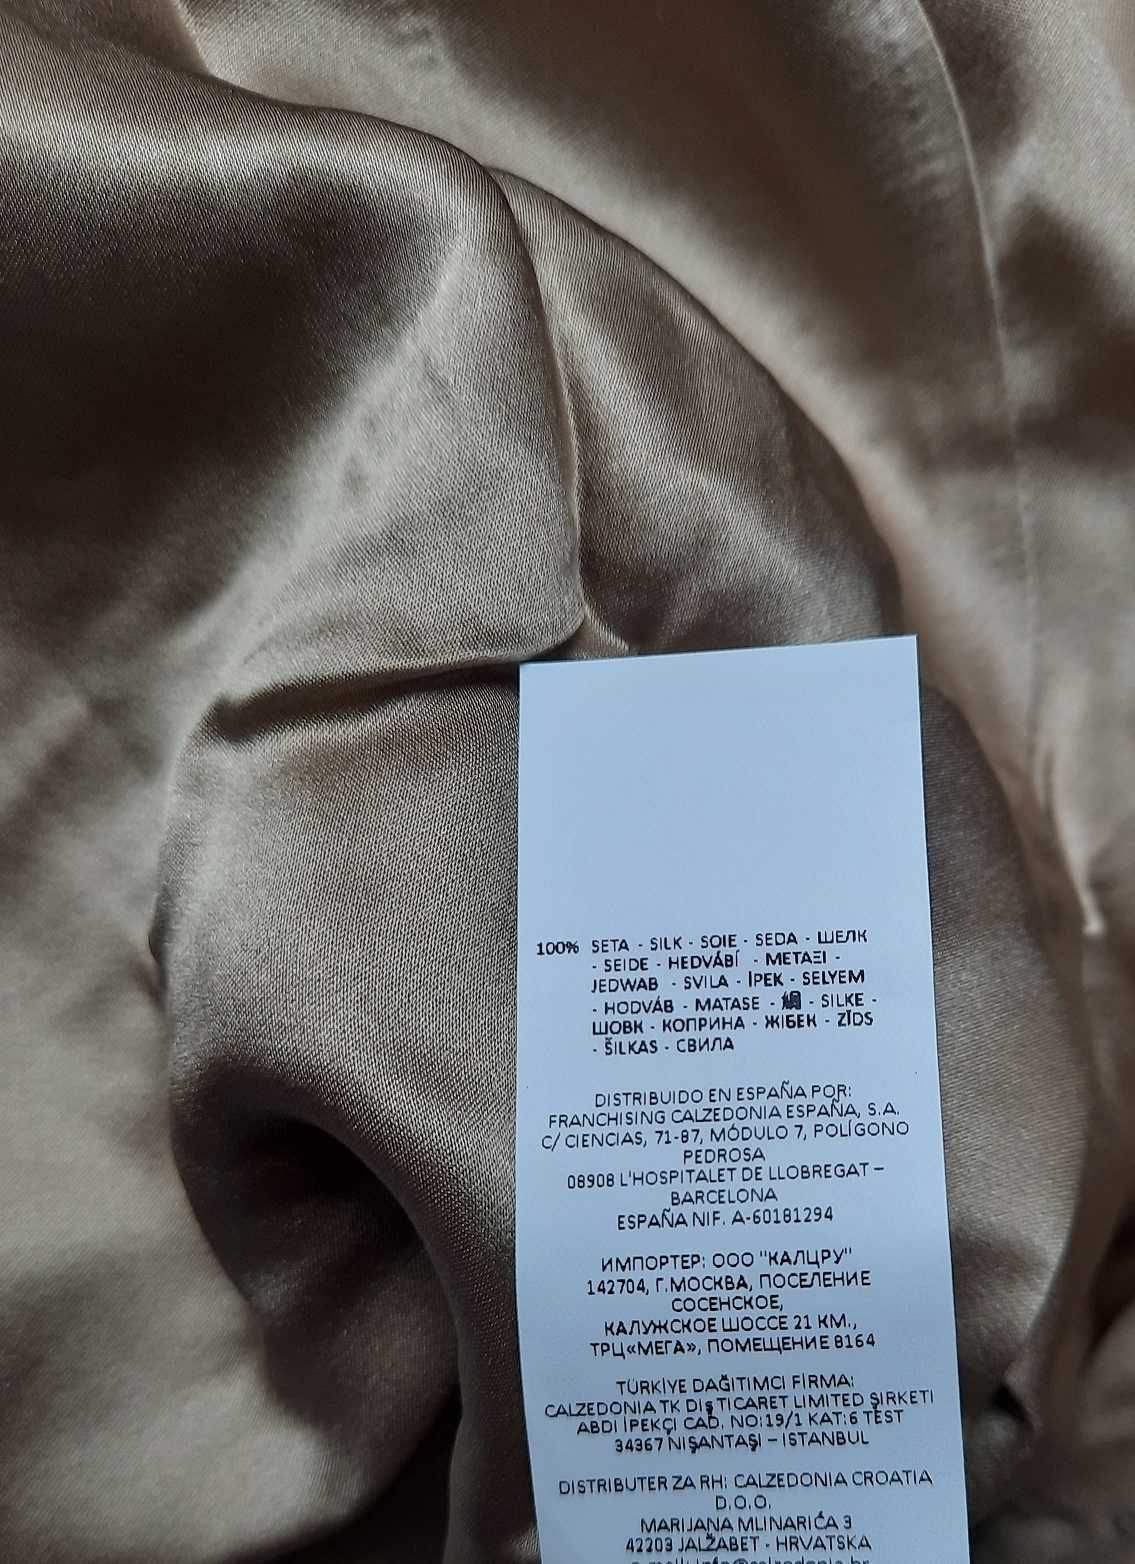 100% SETA - SILK - SOIE - SEDA - ШЕЛК
- SEIDE - HEDVÁBÍ - ΜΕΤΑΞΙ -
JEDWAB - SVILA - İPEK - SELYEM
- HODVÁB - MATASE - - SILKE -
ШОВК - КОПРИНА - ЖІБЕК - ZĪDS
- ŠILKAS - СВИЛА
DISTRIBUIDO EN ESPAÑA POR:
FRANCHISING CALZEDONIA ESPAÑA, S.A.
C/ CIENCIAS, 71-87, MÓDULO 7, POLÍGONO
PEDROSA
08908 L'HOSPITALET DE LLOBREGAT –
BARCELONA
ESPAÑA NIF. A-60181294
ИМПОРТЕР: ООО "КАЛЦРУ"
142704, Г.МОСКВА, ПОСЕЛЕНИЕ
СОСЕНСКОЕ,
КАЛУЖСКОЕ ШОССЕ 21 КМ.,
ТРЦ«МЕГА», ПОМЕЩЕНИЕ 8164
TÜRKİYE DAĞITIMCI FİRMA:
CALZEDONIA TK DIŞ TICARET LIMITED ŞIRKETI
ABDI İPEKÇI CAD. NO:19/1 KAT:6 TEST
34367 NIŞANTAŞI – ISTANBUL
DISTRIBUTER ZA RH: CALZEDONIA CROATIA
D.O.O.
MARIJANA MLINARIĆA 3
42203 JALŽABET - HRVATSKA